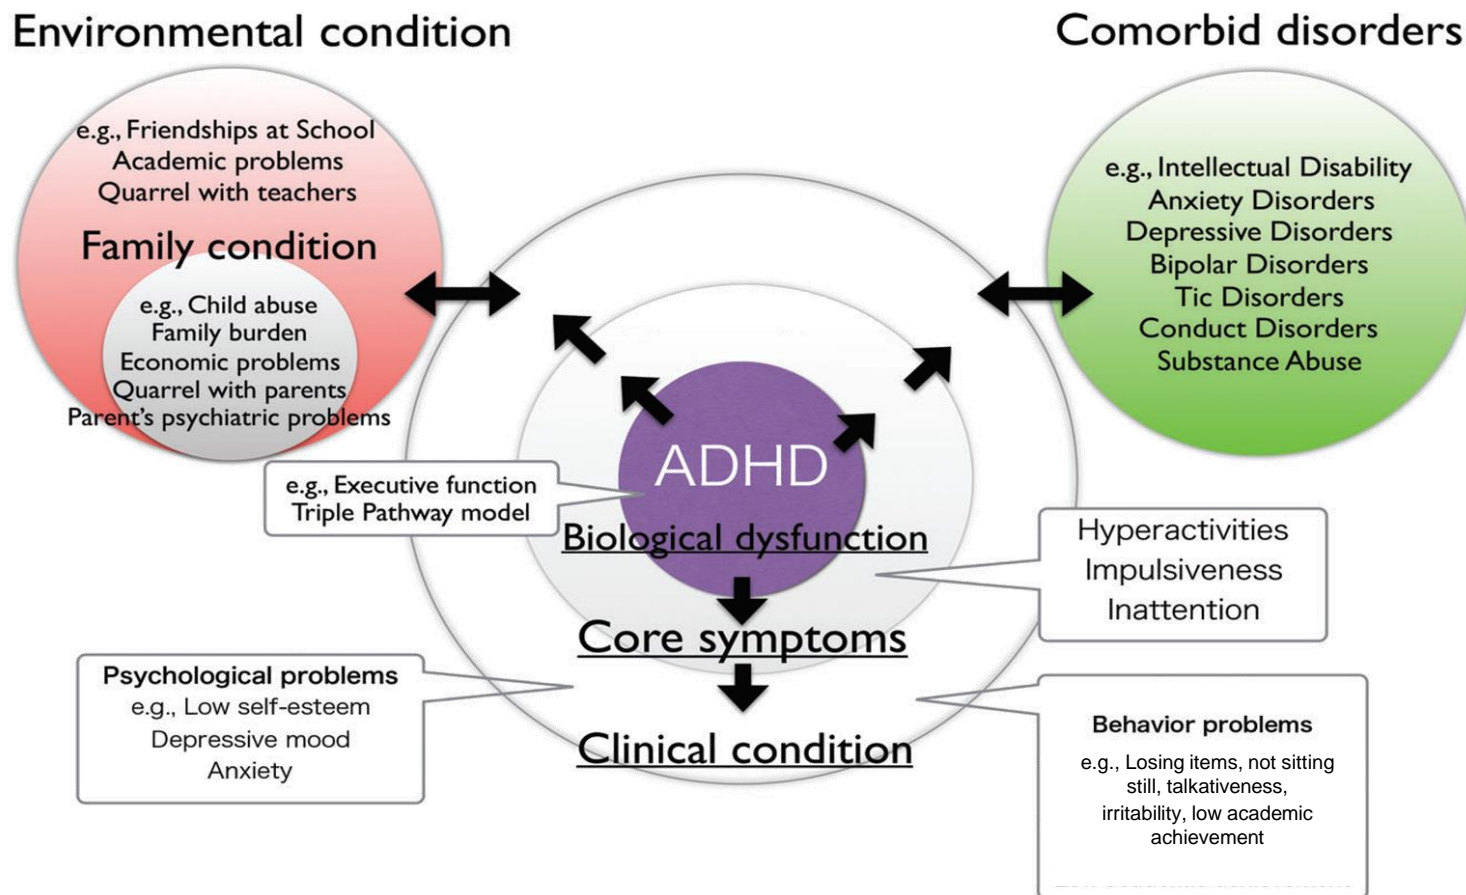 Environmental condition
Comorbid disorders
e.g., Friendships at School
Academic problems
Quarrel with teachers
Family condition
e.g., Child abuse
Family burden
Economic problems
Quarrel with parents
Parent's psychiatric problems
e.g., Intellectual Disability
Anxiety Disorders
Depressive Disorders
Bipolar Disorders
Tic Disorders
Conduct Disorders
Substance Abuse
ADHD
e.g., Executive function
Triple Pathway model
Biological dysfunction
Hyperactivities
Impulsiveness
Inattention
Core symptoms
Psychological problems
e.g., Low self-esteem
Depressive mood
Anxiety
Clinical condition
Behavior problems
e.g., Losing items, not sitting
still, talkativeness,
irritability, low academic
achievement